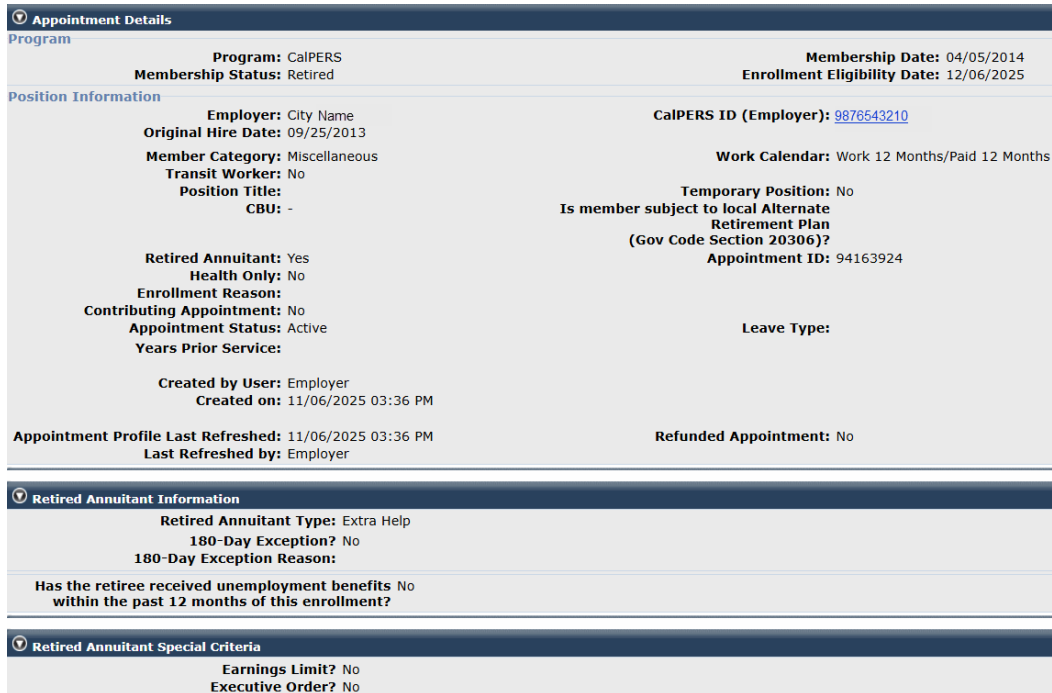 Appointment Details
Program
Program: CalPERS Membership Date: 04/05/2014
Membership Status: Retired Enrollment Eligibility Date: 12/06/2025
Position Information
Employer: City Name CalPERS ID (Employer): 9876543210
Original Hire Date: 09/25/2013
Member Category: Miscellaneous Work Calendar: Work 12 Months/Paid 12 Months
Transit Worker: No
Position Title: Temporary Position: No
CBU: - Is member subject to local Alternate
Retirement Plan
(Gov Code Section 20306)?
Retired Annuitant: Yes Appointment ID: 94163924
Health Only: No
Enrollment Reason:
Contributing Appointment: No
Appointment Status: Active Leave Type:
Years Prior Service:
Created by User: Employer
Created on: 11/06/2025 03:36 PM
Appointment Profile Last Refreshed: 11/06/2025 03:36 PM Refunded Appointment: No
Last Refreshed by: Employer
Retired Annuitant Information
Retired Annuitant Type: Extra Help
180-Day Exception? No
180-Day Exception Reason:
Has the retiree received unemployment benefits No
within the past 12 months of this enrollment?
Retired Annuitant Special Criteria
Earnings Limit? No
Executive Order? No